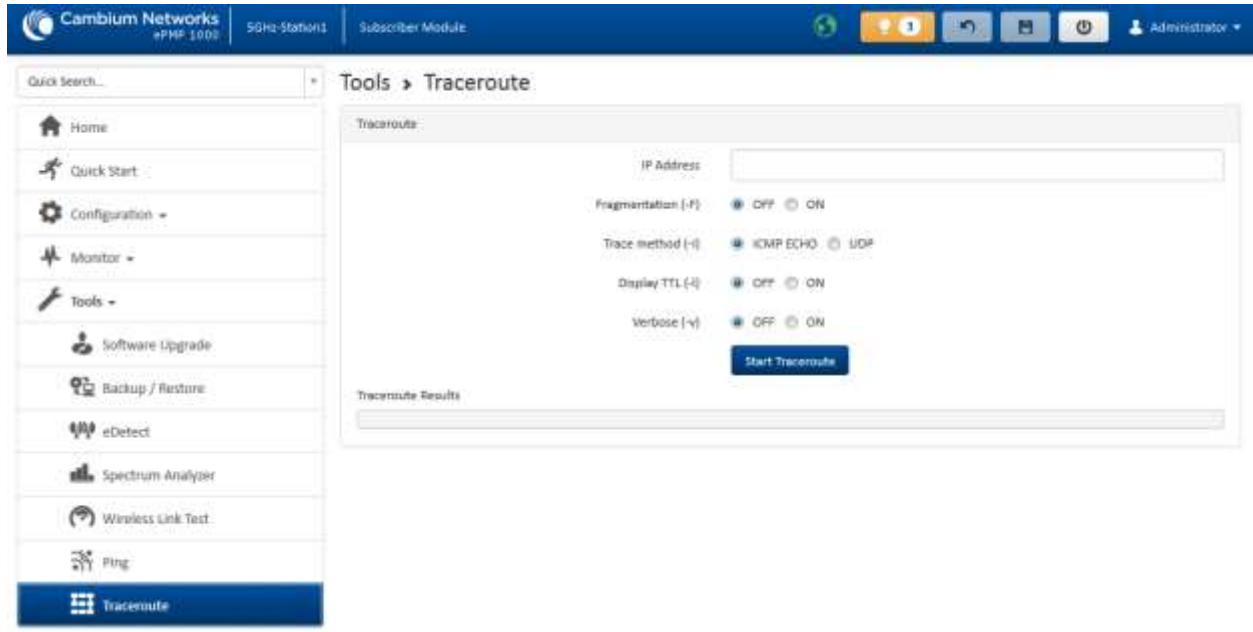 Cambium Networks
ePMP 1000
5GHz-Station1
Subscriber Module
1
Administrator
Quick Search...
Tools > Traceroute
Home
Quick Start
Configuration
Monitor
Tools
Software Upgrade
Backup / Restore
eDetect
Spectrum Analyzer
Wireless Link Test
Ping
Traceroute
Traceroute
IP Address
Fragmentation (-F) OFF ON
Trace method (-I) ICMP ECHO UDP
Display TTL (-l) OFF ON
Verbose (-v) OFF ON
Start Traceroute
Traceroute Results